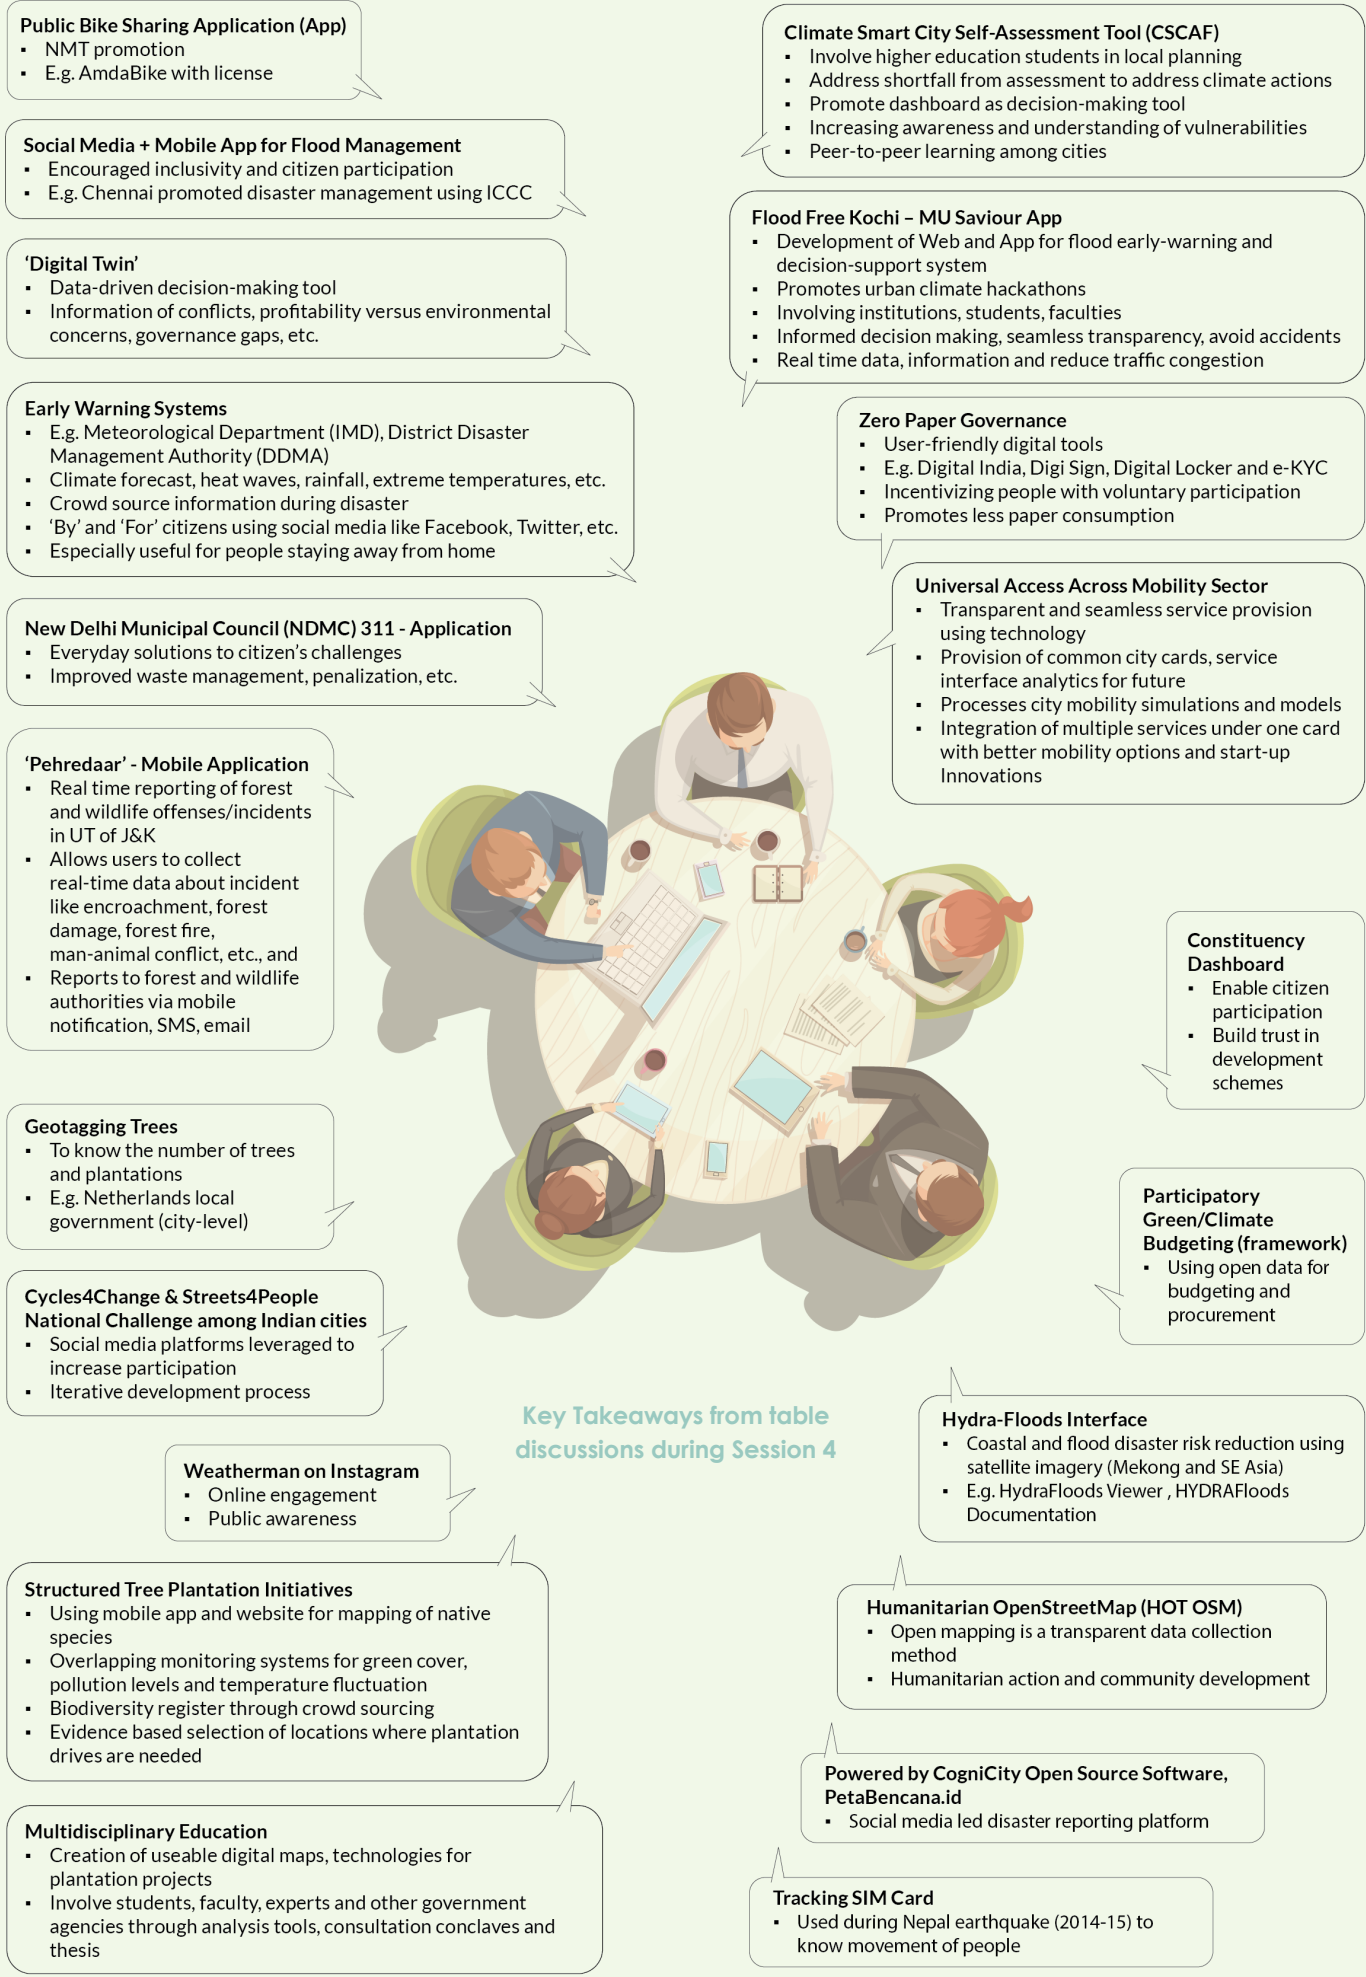 Public Bike Sharing Application (App)
▪ NMT promotion
▪ E.g. AmdaBike with license
Social Media + Mobile App for Flood Management
▪ Encouraged inclusivity and citizen participation
▪ E.g. Chennai promoted disaster management using ICCC
‘Digital Twin’
▪ Data-driven decision-making tool
▪ Information of conflicts, profitability versus environmental
concerns, governance gaps, etc.
Early Warning Systems
▪ E.g. Meteorological Department (IMD), District Disaster
Management Authority (DDMA)
▪ Climate forecast, heat waves, rainfall, extreme temperatures, etc.
▪ Crowd source information during disaster
▪ ‘By’ and ‘For’ citizens using social media like Facebook, Twitter, etc.
▪ Especially useful for people staying away from home
New Delhi Municipal Council (NDMC) 311 - Application
▪ Everyday solutions to citizen’s challenges
▪ Improved waste management, penalization, etc.
‘Pehredaar’ - Mobile Application
▪ Real time reporting of forest
and wildlife offenses/incidents
in UT of J&K
▪ Allows users to collect
real-time data about incident
like encroachment, forest
damage, forest fire,
man-animal conflict, etc., and
▪ Reports to forest and wildlife
authorities via mobile
notification, SMS, email
Geotagging Trees
▪ To know the number of trees
and plantations
▪ E.g. Netherlands local
government (city-level)
Cycles4Change & Streets4People
National Challenge among Indian cities
▪ Social media platforms leveraged to
increase participation
▪ Iterative development process
Weatherman on Instagram
▪ Online engagement
▪ Public awareness
Structured Tree Plantation Initiatives
▪ Using mobile app and website for mapping of native
species
▪ Overlapping monitoring systems for green cover,
pollution levels and temperature fluctuation
▪ Biodiversity register through crowd sourcing
▪ Evidence based selection of locations where plantation
drives are needed
Multidisciplinary Education
▪ Creation of useable digital maps, technologies for
plantation projects
▪ Involve students, faculty, experts and other government
agencies through analysis tools, consultation conclaves and
thesis
Key Takeaways from table
discussions during Session 4
Climate Smart City Self-Assessment Tool (CSCAF)
▪ Involve higher education students in local planning
▪ Address shortfall from assessment to address climate actions
▪ Promote dashboard as decision-making tool
▪ Increasing awareness and understanding of vulnerabilities
▪ Peer-to-peer learning among cities
Flood Free Kochi – MU Saviour App
▪ Development of Web and App for flood early-warning and
decision-support system
▪ Promotes urban climate hackathons
▪ Involving institutions, students, faculties
▪ Informed decision making, seamless transparency, avoid accidents
▪ Real time data, information and reduce traffic congestion
Zero Paper Governance
▪ User-friendly digital tools
▪ E.g. Digital India, Digi Sign, Digital Locker and e-KYC
▪ Incentivizing people with voluntary participation
▪ Promotes less paper consumption
Universal Access Across Mobility Sector
▪ Transparent and seamless service provision
using technology
▪ Provision of common city cards, service
interface analytics for future
▪ Processes city mobility simulations and models
▪ Integration of multiple services under one card
with better mobility options and start-up
Innovations
Constituency
Dashboard
▪ Enable citizen
participation
▪ Build trust in
development
schemes
Participatory
Green/Climate
Budgeting (framework)
▪ Using open data for
budgeting and
procurement
Hydra-Floods Interface
▪ Coastal and flood disaster risk reduction using
satellite imagery (Mekong and SE Asia)
▪ E.g. HydraFloods Viewer , HYDRAFloods
Documentation
Humanitarian OpenStreetMap (HOT OSM)
▪ Open mapping is a transparent data collection
method
▪ Humanitarian action and community development
Powered by CogniCity Open Source Software,
PetaBencana.id
▪ Social media led disaster reporting platform
Tracking SIM Card
▪ Used during Nepal earthquake (2014-15) to
know movement of people